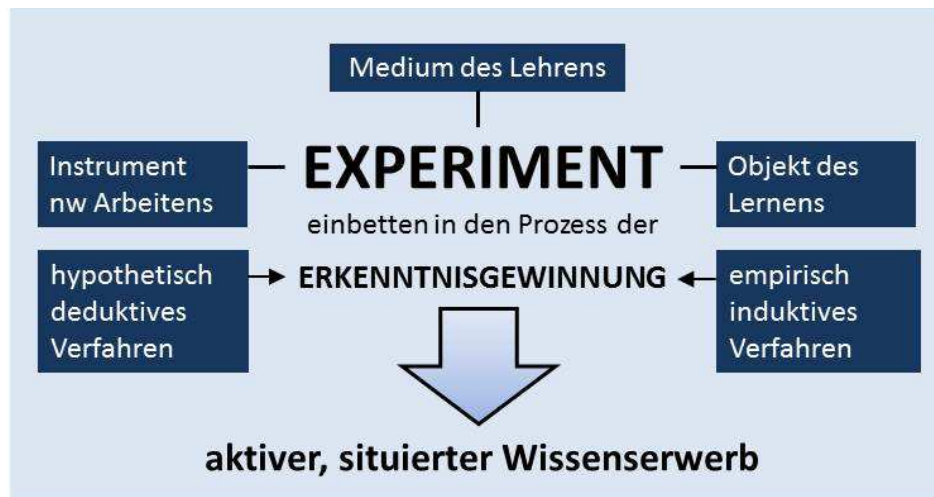 Medium des Lehrens
Instrument
nw Arbeitens
EXPERIMENT
Objekt des
Lernens
einbetten in den Prozess der
hypothetisch
deduktives
Verfahren
ERKENNTNISGEWINNUNG
empirisch
induktives
Verfahren
aktiver, situierter Wissenserwerb